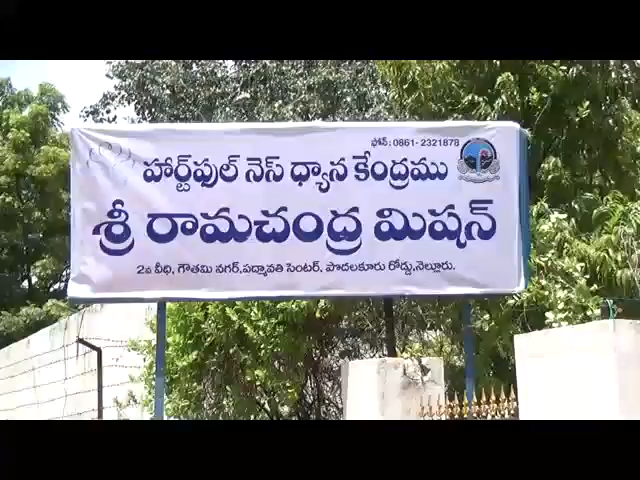 ఫోన్: 0861- 2321878
హార్ట్‌ఫుల్ నెస్ ధ్యాన కేంద్రము
శ్రీ రామచంద్ర మిషన్
2వ వీధి, గౌతమి నగర్,పద్మావతి సెంటర్, పొదలకూరు రోడ్డు,నెల్లూరు.